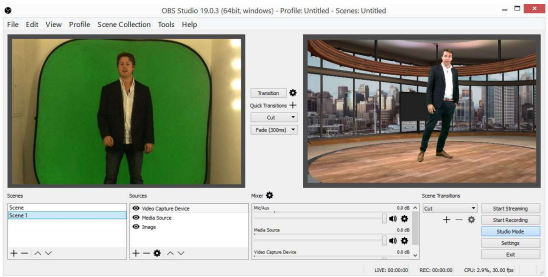 OBS Studio 19.0.3 (64bit, windows) - Profile: Untitled - Scenes: Untitled
File Edit View Profile Scene Collection Tools Help
Transition
Quick Transitions
Cut
Fade (300ms)
Scenes
Scene
Scene 1
Sources
Video Capture Device
Media Source
Image
Mixer
Mic/Aux 0.0 dB
Media Source 0.0 dB
Video Capture Device 0.0 dB
Scene Transitions
Cut
Start Streaming
Start Recording
Studio Mode
Settings
Exit
LIVE: 00:00:00 REC: 00:00:00 CPU: 2.9%, 30.00 fps